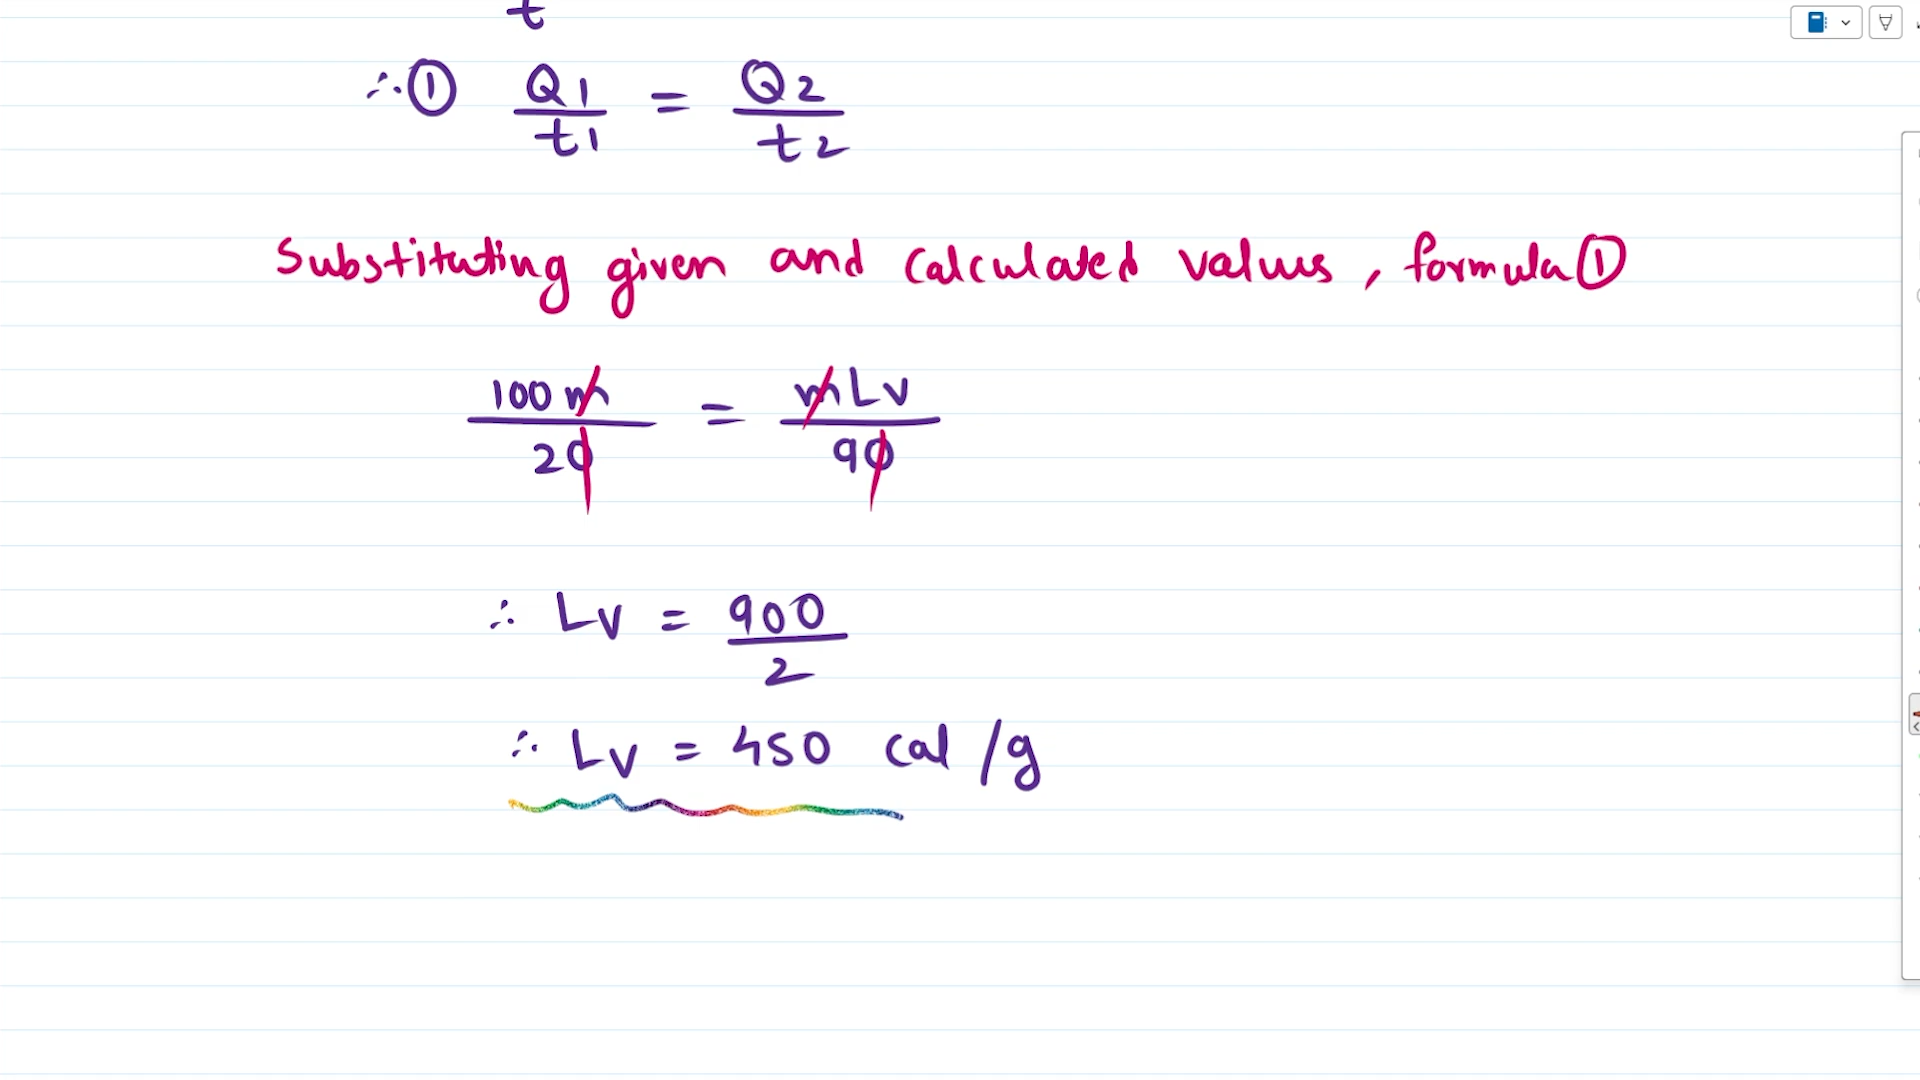 t
∴ ① Q1/t1 = Q2/t2
Substituting given and calculated values, formula ①
100 m/20 = mLv/90
∴ Lv = 900/2
∴ Lv = 450 cal/g